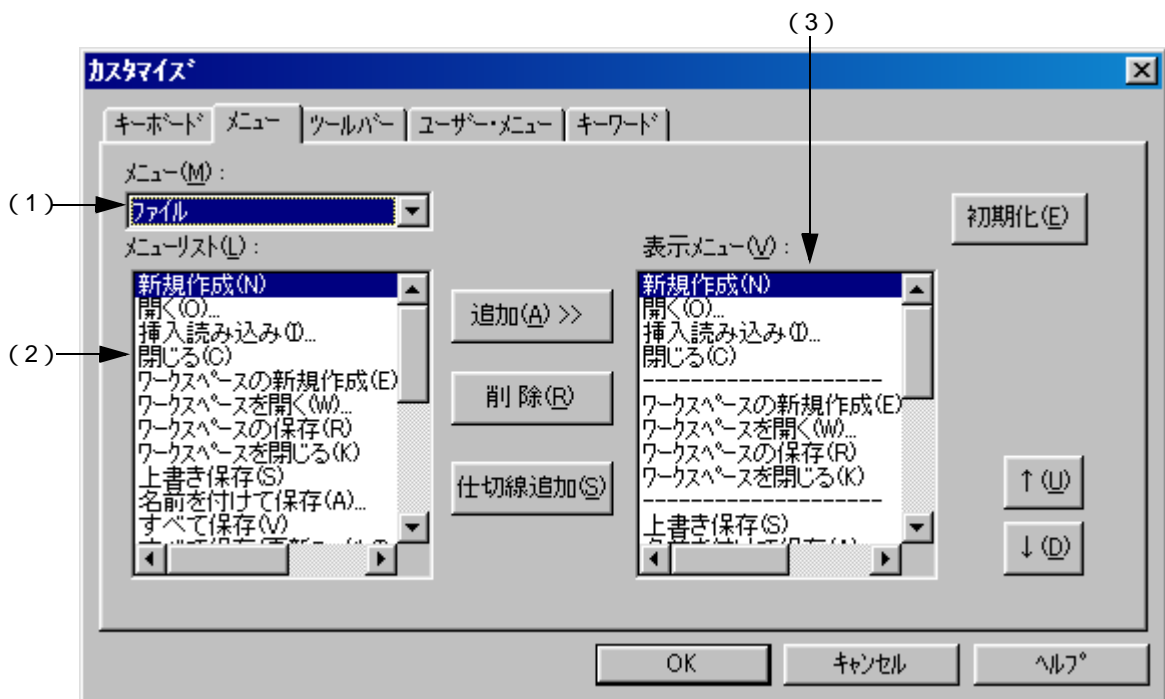 (3)
カスタマイズ
キーボード メニュー ツールバー ユーザー・メニュー キーワード
メニュー(M) :
(1)
ファイル
初期化(E)
メニューリスト(L) :
表示メニュー(V) :
新規作成(N)
開く(O)...
挿入読み込み(I)...
(2)
閉じる(C)
ワークスペースの新規作成(E)
ワークスペースを開く(W)...
ワークスペースの保存(R)
ワークスペースを閉じる(K)
上書き保存(S)
名前を付けて保存(A)...
すべて保存(V)
追加(A) >>
削 除(R)
仕切線追加(S)
新規作成(N)
開く(O)...
挿入読み込み(I)...
閉じる(C)
--------------------
ワークスペースの新規作成(E)
ワークスペースを開く(W)...
ワークスペースの保存(R)
ワークスペースを閉じる(K)
--------------------
上書き保存(S)
↑(U)
↓(D)
OK キャンセル ヘルプ